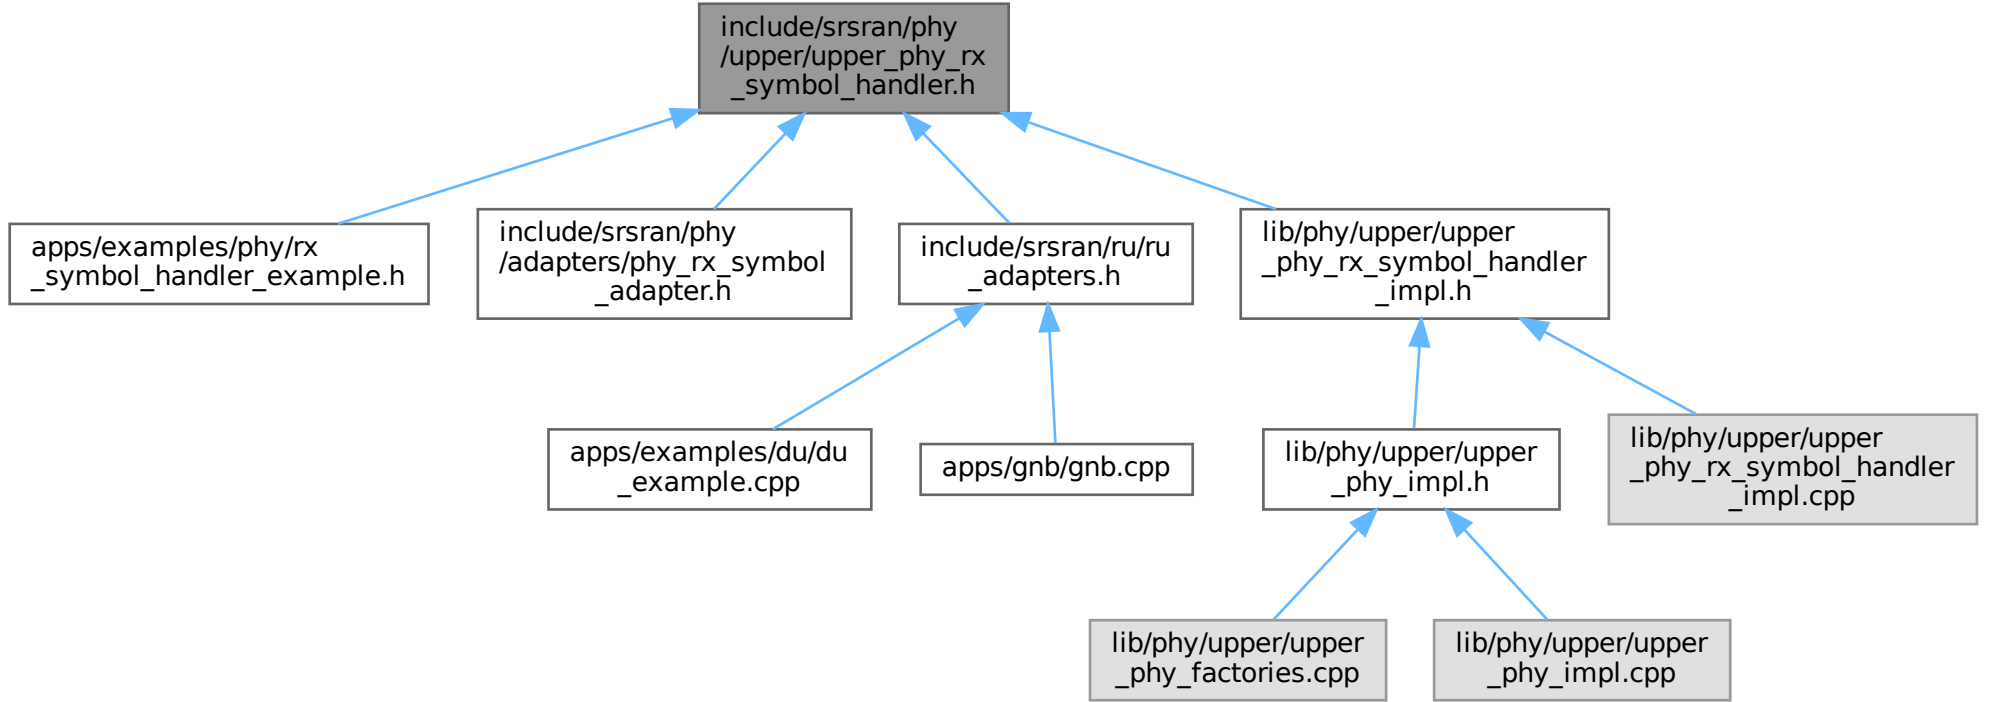 include/srsran/phy
/upper/upper_phy_rx
_symbol_handler.h
apps/examples/phy/rx
_symbol_handler_example.h
include/srsran/phy
/adapters/phy_rx_symbol
_adapter.h
include/srsran/ru/ru
_adapters.h
lib/phy/upper/upper
_phy_rx_symbol_handler
_impl.h
apps/examples/du/du
_example.cpp
apps/gnb/gnb.cpp
lib/phy/upper/upper
_phy_impl.h
lib/phy/upper/upper
_phy_rx_symbol_handler
_impl.cpp
lib/phy/upper/upper
_phy_factories.cpp
lib/phy/upper/upper
_phy_impl.cpp